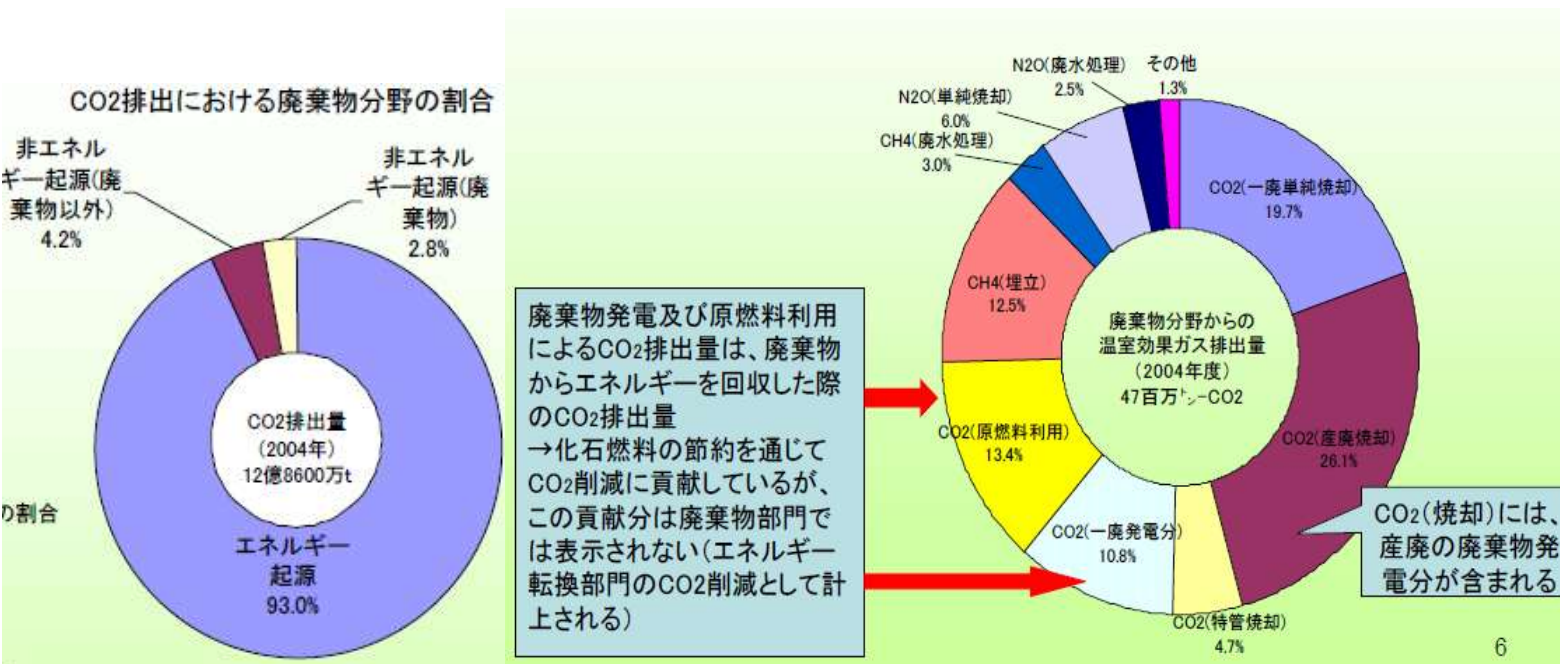 CO2排出における廃棄物分野の割合
非エネル
ギー起源(廃
棄物以外)
4.2%
非エネル
ギー起源(廃
棄物)
2.8%
CO2排出量
(2004年)
12億8600万t
エネルギー
起源
93.0%
の割合
廃棄物発電及び原燃料利用
によるCO2排出量は、廃棄物
からエネルギーを回収した際
のCO2排出量
→化石燃料の節約を通じて
CO2削減に貢献しているが、
この貢献分は廃棄物部門で
は表示されない(エネルギー
転換部門のCO2削減として計
上される)
N2O(廃水処理)
2.5%
その他
1.3%
N2O(単純焼却)
6.0%
CH4(廃水処理)
3.0%
CO2(一廃単純焼却)
19.7%
CH4(埋立)
12.5%
廃棄物分野からの
温室効果ガス排出量
(2004年度)
47百万トン-CO2
CO2(原燃料利用)
13.4%
CO2(産廃焼却)
26.1%
CO2(一廃発電分)
10.8%
CO2(特管焼却)
4.7%
CO2(焼却)には、
産廃の廃棄物発
電分が含まれる
6